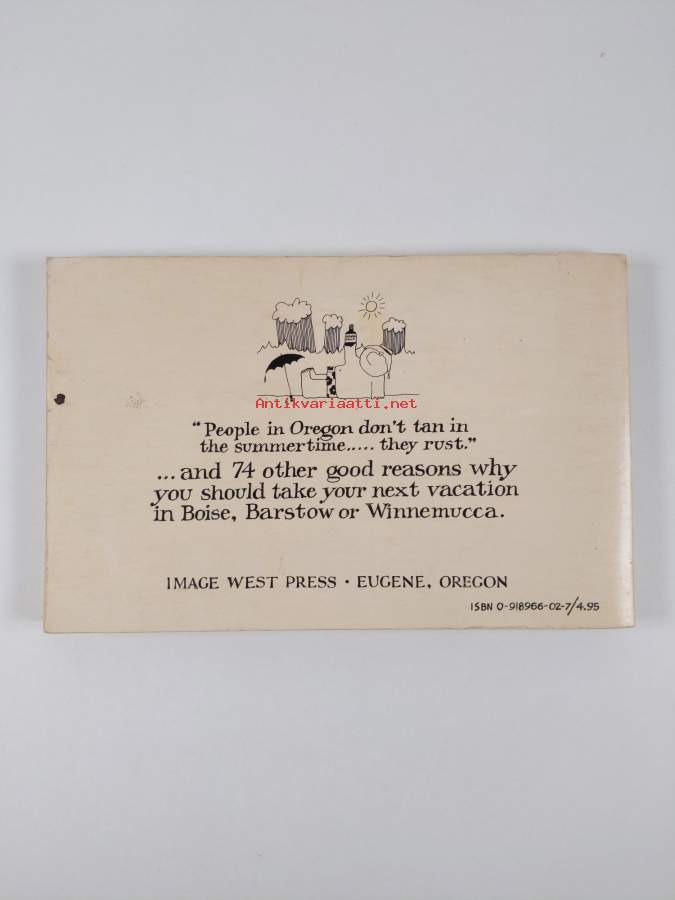 Antikvariaatti.net
"People in Oregon don't tan in
the summertime..... they rust."
...and 74 other good reasons why
you should take your next vacation
in Boise, Barstow or Winnemucca.
IMAGE WEST PRESS · EUGENE, OREGON
ISBN 0-918966-02-7/4.95